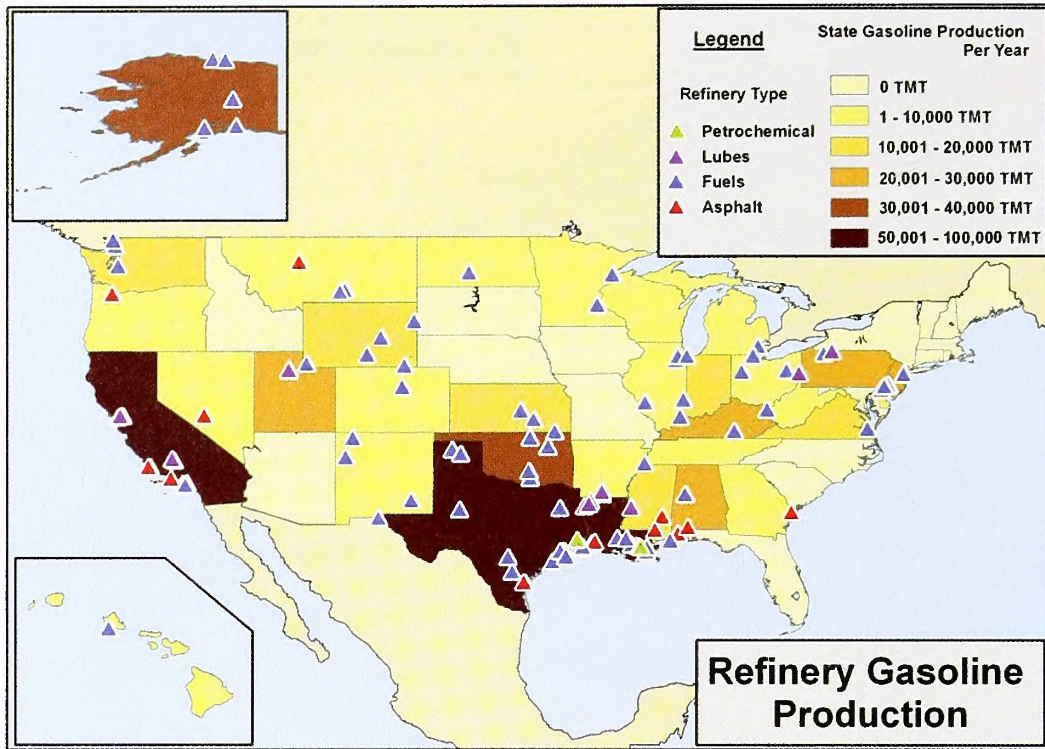 Legend
Refinery Type
Petrochemical
Lubes
Fuels
Asphalt
State Gasoline Production
Per Year
0 TMT
1 - 10,000 TMT
10,001 - 20,000 TMT
20,001 - 30,000 TMT
30,001 - 40,000 TMT
50,001 - 100,000 TMT
Refinery Gasoline
Production